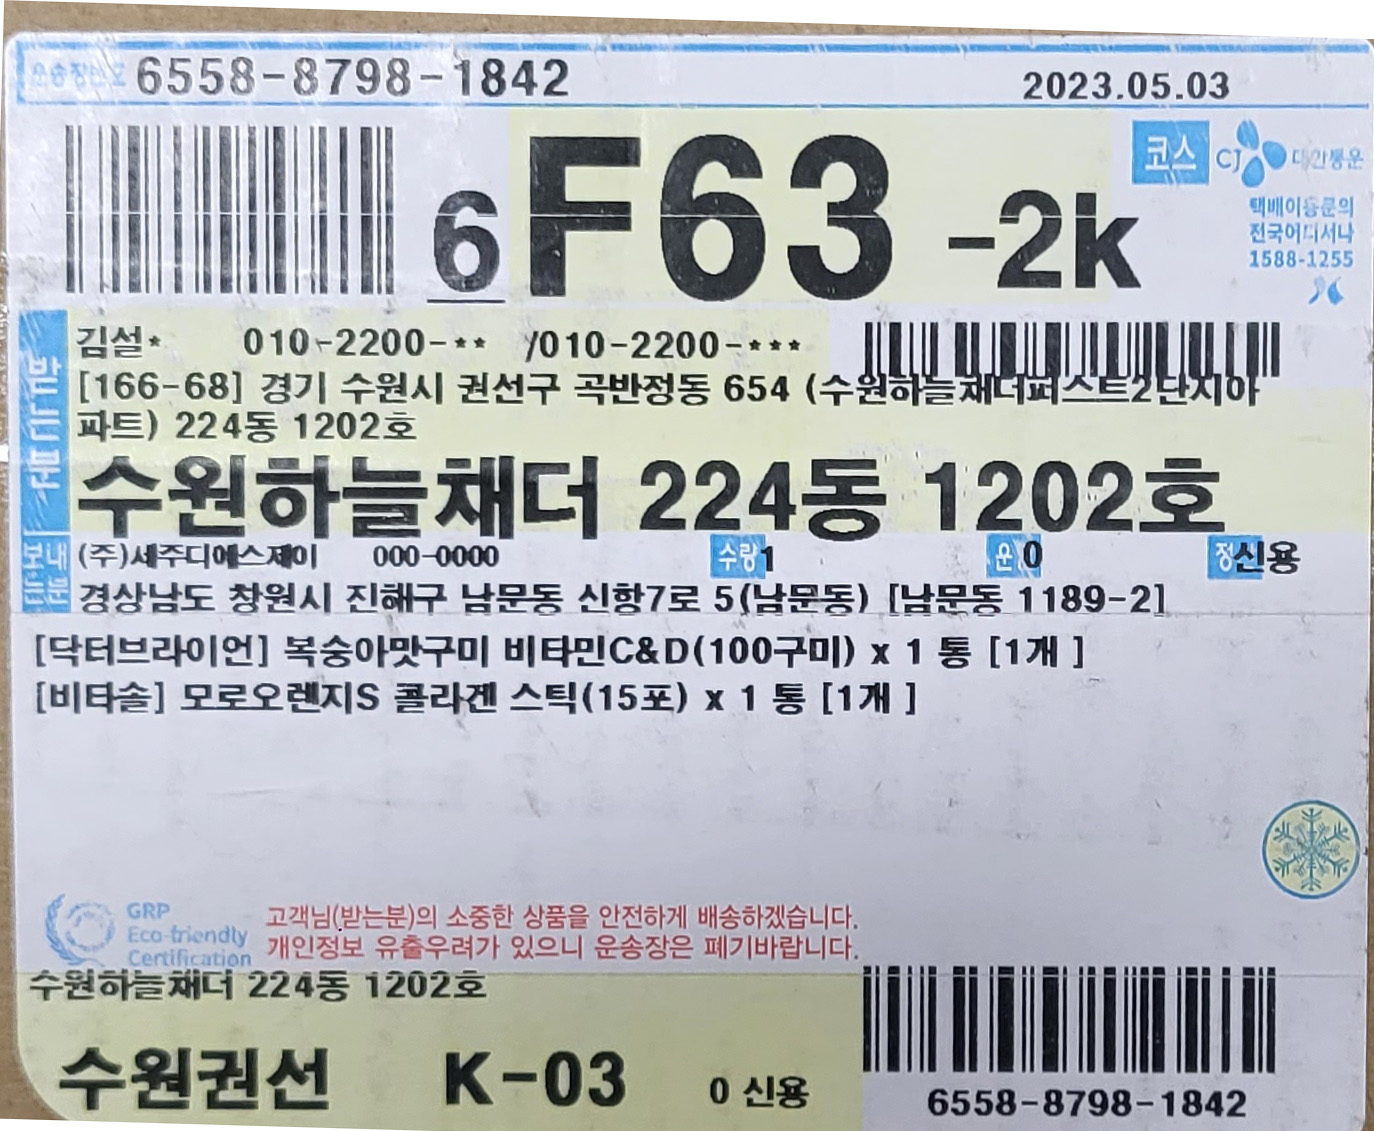 운송장번호 6558-8798-1842 2023.05.03
6 F63 -2k 코스 CJ 대한통운
택배이용문의
전국어디서나
1588-1255
받는분 김설* 010-2200-** /010-2200-***
[166-68] 경기 수원시 권선구 곡반정동 654 (수원하늘채더퍼스트2단지아
파트) 224동 1202호
수원하늘채더 224동 1202호
보내는분 (주)세주디에스제이 000-0000 수량 1 운 0 정 신용
경상남도 창원시 진해구 남문동 신항7로 5(남문동) [남문동 1189-2]
[닥터브라이언] 복숭아맛구미 비타민C&D(100구미) x 1 통 [1개 ]
[비타솔] 모로오렌지S 콜라겐 스틱(15포) x 1 통 [1개 ]
GRP
Eco-friendly
Certification
고객님(받는분)의 소중한 상품을 안전하게 배송하겠습니다.
개인정보 유출우려가 있으니 운송장은 폐기바랍니다.
수원하늘채더 224동 1202호
수원권선 K-03 0 신용
6558-8798-1842